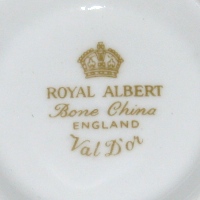 ROYAL ALBERT
Bone China
ENGLAND
Val D'or